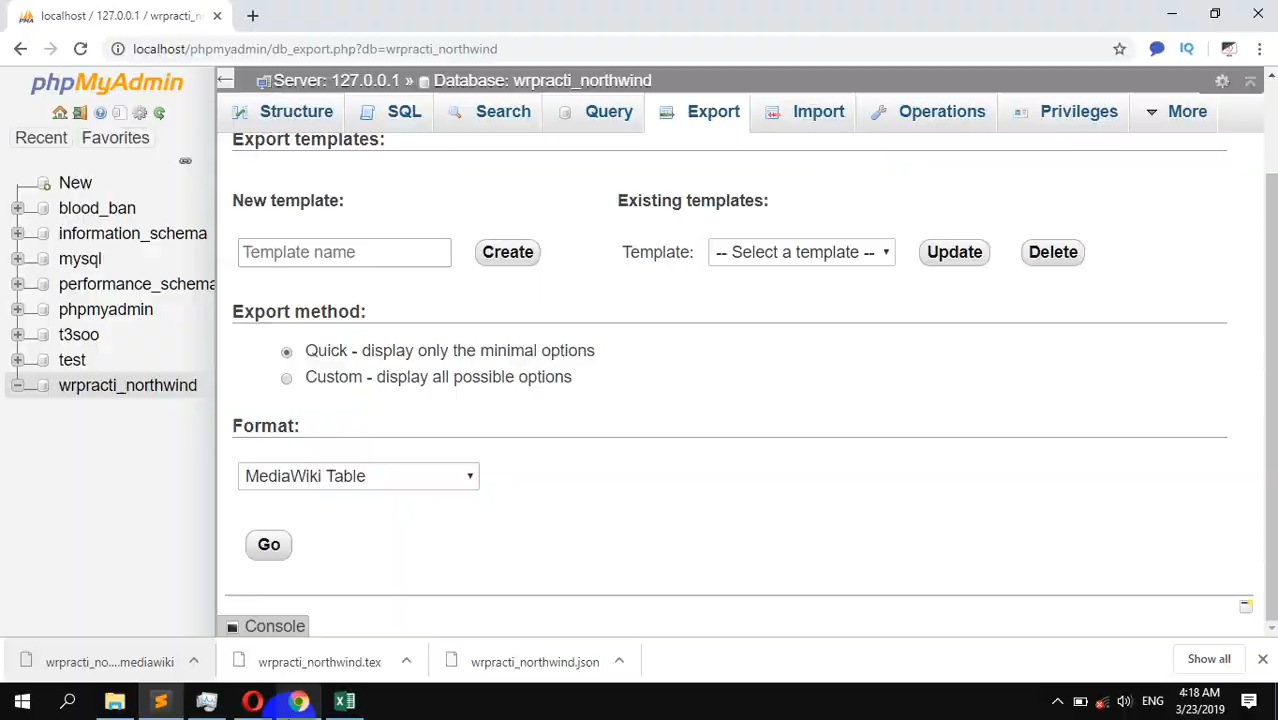 localhost / 127.0.0.1 / wrpracti_n
localhost/phpmyadmin/db_export.php?db=wrpracti_northwind
phpMyAdmin
Recent
Favorites
New
blood_ban
information_schema
mysql
performance_schema
phpmyadmin
t3soo
test
wrpracti_northwind
Server: 127.0.0.1 » Database: wrpracti_northwind
Structure
SQL
Search
Query
Export
Import
Operations
Privileges
More
Export templates:
New template:
Template name
Create
Existing templates:
Template:
-- Select a template --
Update
Delete
Export method:
Quick - display only the minimal options
Custom - display all possible options
Format:
MediaWiki Table
Go
Console
wrpracti_no....mediawiki
wrpracti_northwind.tex
wrpracti_northwind.json
Show all
ENG
4:18 AM
3/23/2019